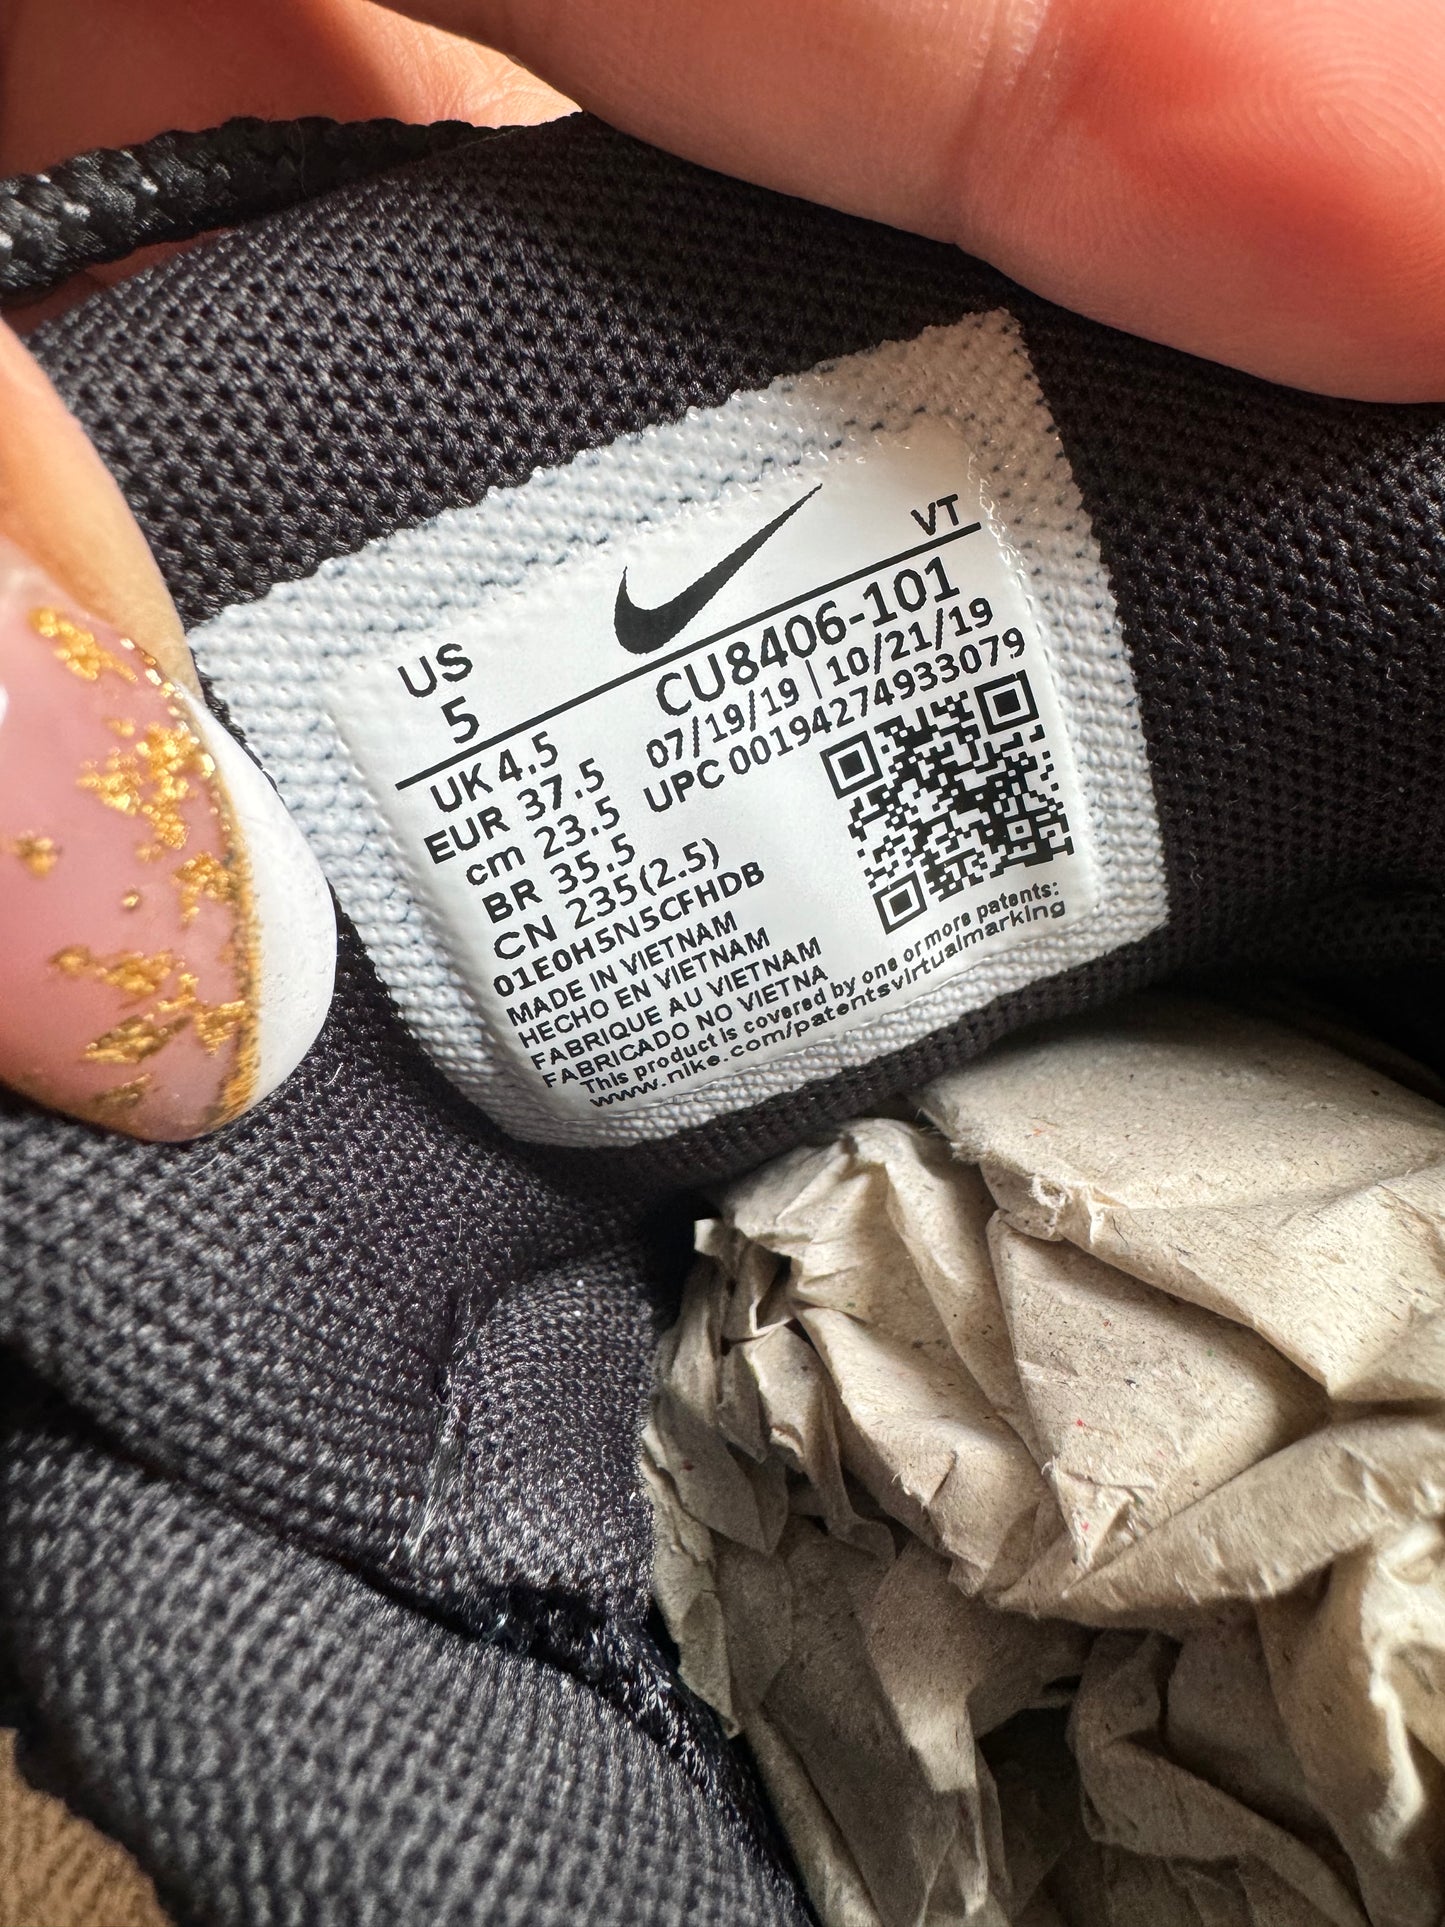 VT
US
5
CU8406-101
07/19/19 | 10/21/19
UPC 00194274933079
UK 4.5
EUR 37.5
cm 23.5
BR 35.5
CN 235(2.5)
01E0H5N5CFHDB
MADE IN VIETNAM
HECHO EN VIETNAM
FABRIQUE AU VIETNAM
FABRICADO NO VIETNA
This product is covered by one or more patents:
www.nike.com/patentsvirtualmarking